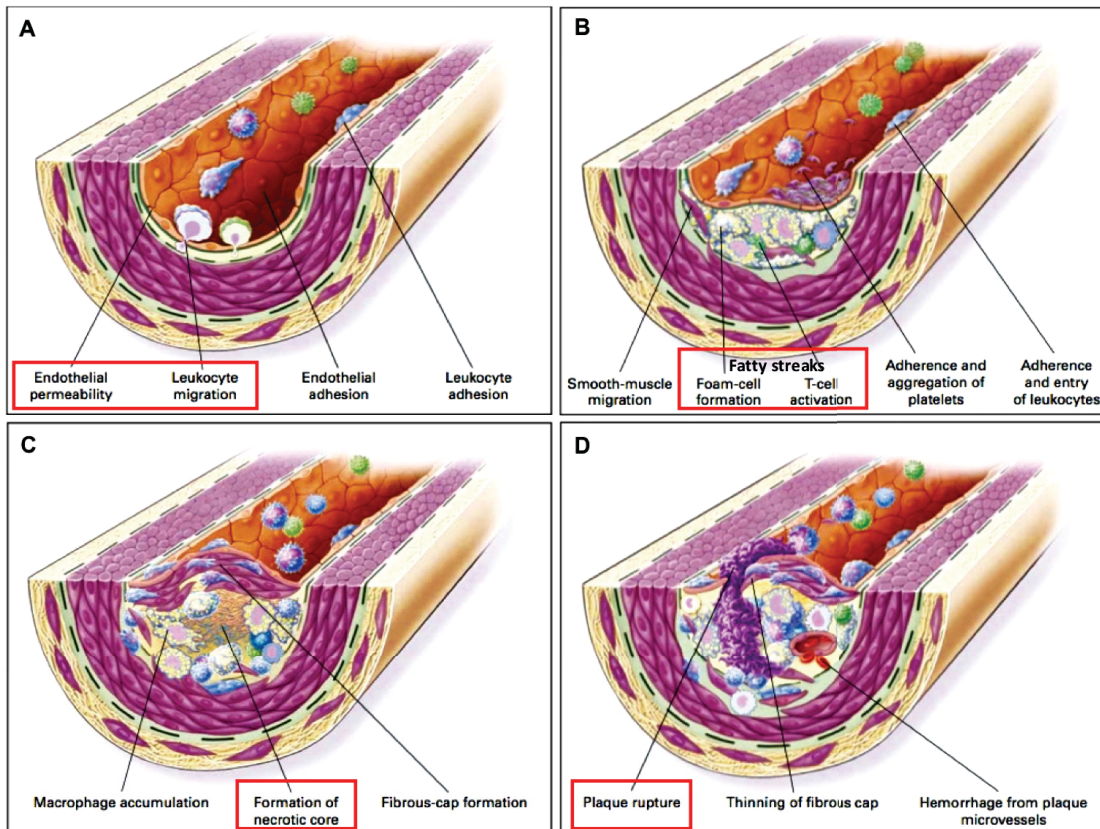 A
Endothelial
permeability
Leukocyte
migration
Endothelial
adhesion
Leukocyte
adhesion
B
Smooth-muscle
migration
Fatty streaks
Foam-cell
formation
T-cell
activation
Adherence and
aggregation of
platelets
Adherence
and entry
of leukocytes
C
Macrophage accumulation
Formation of
necrotic core
Fibrous-cap formation
D
Plaque rupture
Thinning of fibrous cap
Hemorrhage from plaque
microvessels